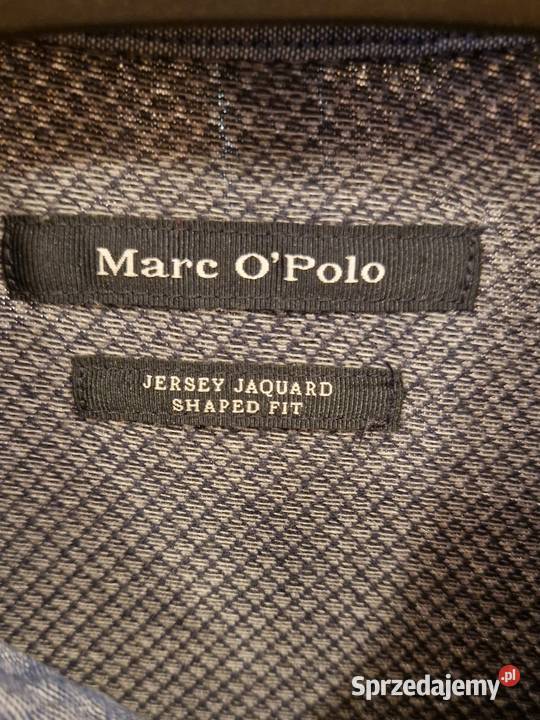 Marc O'Polo
JERSEY JAQUARD
SHAPED FIT
Sprzedajemy.pl